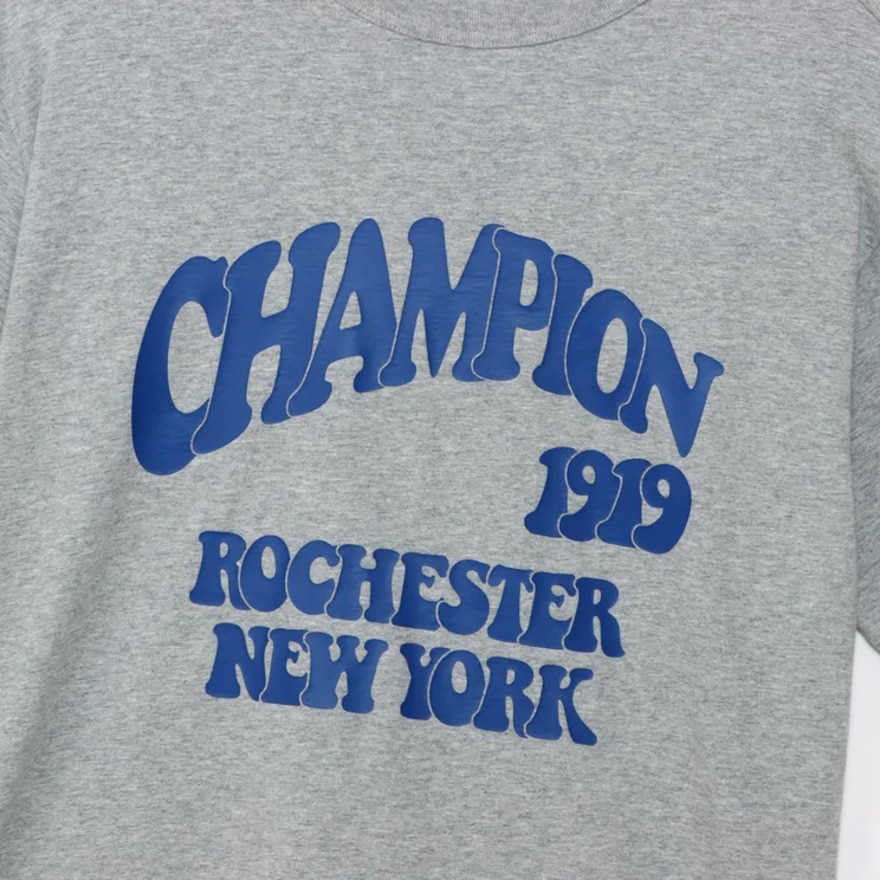 CHAMPION
1919
ROCHESTER
NEW YORK